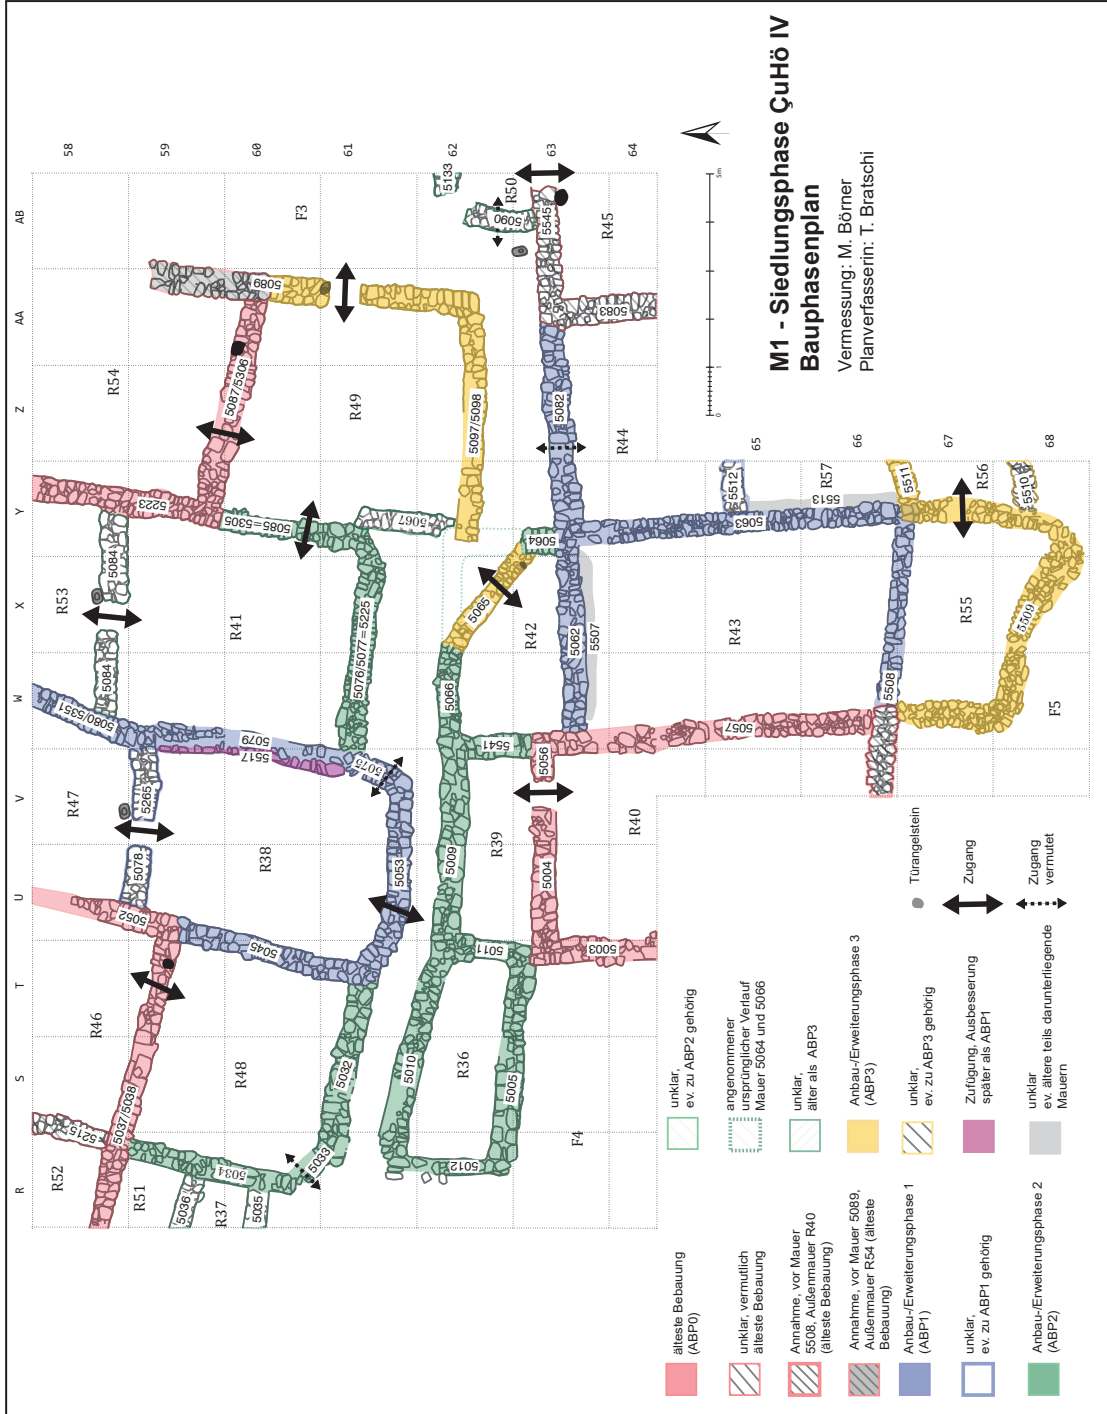 M1 - Siedlungsphase ÇuHö IV
Bauphasenplan
Vermessung: M. Börner
Planverfasserin: T. Bratschi
58
59
60
61
62
63
64
65
66
67
68
R
S
T
U
V
W
X
Y
Z
AA
AB
R52
R51
R37
R46
R48
R36
F4
R47
R38
R39
R40
R53
R41
R42
R43
R54
R49
R44
R45
R50
F3
R57
R56
R55
F5
5215
5037/5038
5036
5035
5034
5033
5032
5010
5005
5012
5011
5009
5052
5045
5053
5078
5265
5080/5351
5079
5517
5075
5084
5084
5223
5085=5305
5067
5076/5077=5225
5066
5541
5056
5004
5003
5057
5065
5064
5062
5507
5087/5306
5089
5097/5098
5082
5083
5545
5090
5133
5512
5513
5063
5511
5510
5508
5509
0
1
5m
älteste Bebauung
(ABP0)
unklar, vermutlich
älteste Bebauung
Annahme, vor Mauer
5508, Außenmauer R40
(älteste Bebauung)
Annahme, vor Mauer 5089,
Außenmauer R54 (älteste
Bebauung)
Anbau-/Erweiterungsphase 1
(ABP1)
unklar,
ev. zu ABP1 gehörig
Anbau-/Erweiterungsphase 2
(ABP2)
unklar,
ev. zu ABP2 gehörig
angenommener
ursprünglicher Verlauf
Mauer 5064 und 5066
unklar,
älter als ABP3
Anbau-/Erweiterungsphase 3
(ABP3)
unklar,
ev. zu ABP3 gehörig
Zufügung, Ausbesserung
später als ABP1
unklar
ev. ältere teils darunterliegende
Mauern
Türangelstein
Zugang
Zugang
vermutet